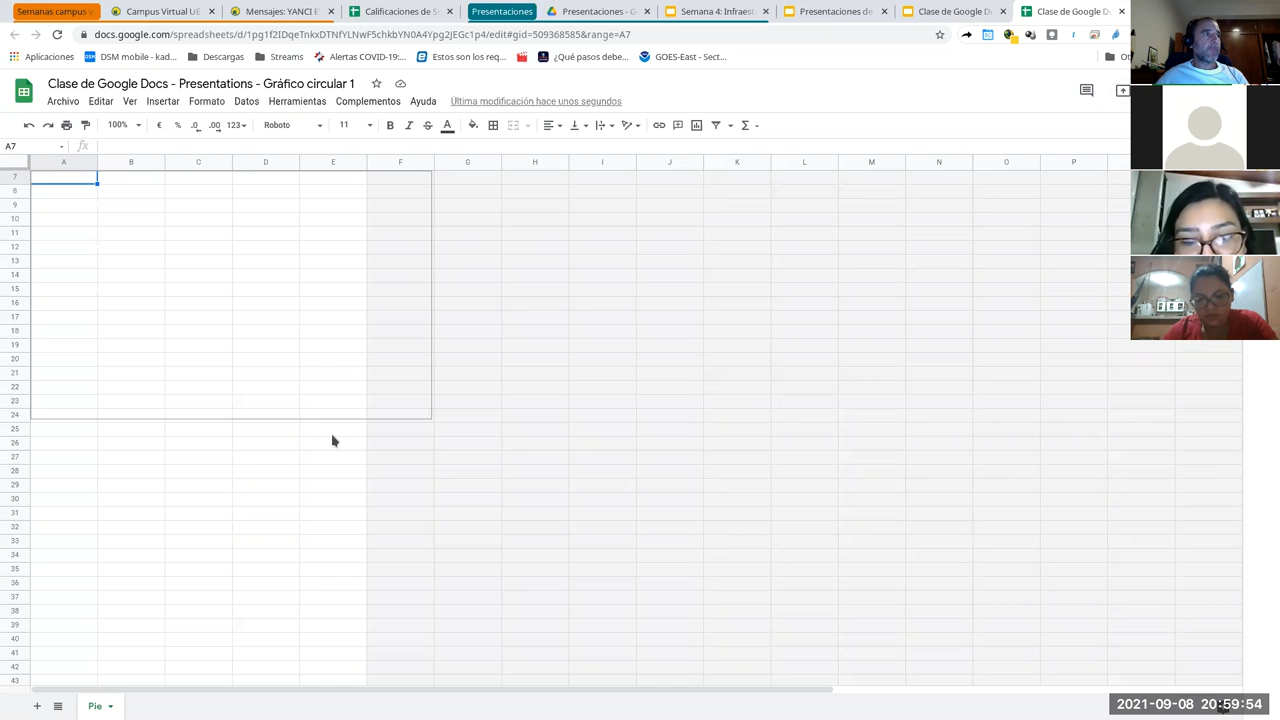 Semanas campus v
Campus Virtual UE
Mensajes: YANCI E
Calificaciones de S
Presentaciones
Presentaciones - G
Semana 4: Infraest
Presentaciones de
Clase de Google Do
Clase de Google Do
docs.google.com/spreadsheets/d/1pg1f2IDqeTnkxDTNfYLNwF5chkbYNOA4Ypg2JEGc1p4/edit#gid=509368585&range=A7
Aplicaciones
DSM mobile - kad...
Descargas
Streams
Alertas COVID-19:...
Estos son los req...
¿Qué pasos debe...
GOES-East - Sect...
Clase de Google Docs - Presentations - Gráfico circular 1
Archivo Editar Ver Insertar Formato Datos Herramientas Complementos Ayuda Última modificación hace unos segundos
100% € % .0 .00 123 Roboto 11 B I S A Σ
A7 fx
A B C D E F G H I J K L M N O P
7
8
9
10
11
12
13
14
15
16
17
18
19
20
21
22
23
24
25
26
27
28
29
30
31
32
33
34
35
36
37
38
39
40
41
42
43
Pie
2021-09-08 20:59:54